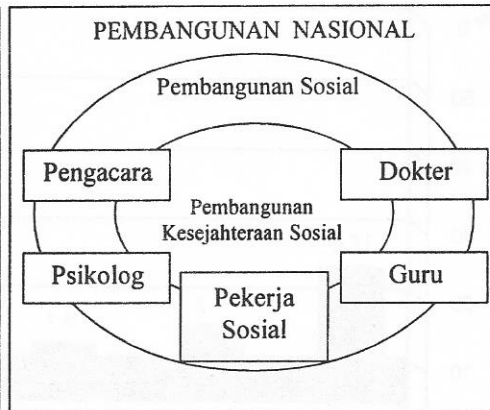 PEMBANGUNAN NASIONAL
Pembangunan Sosial
Pengacara
Dokter
Pembangunan
Kesejahteraan Sosial
Psikolog
Guru
Pekerja
Sosial